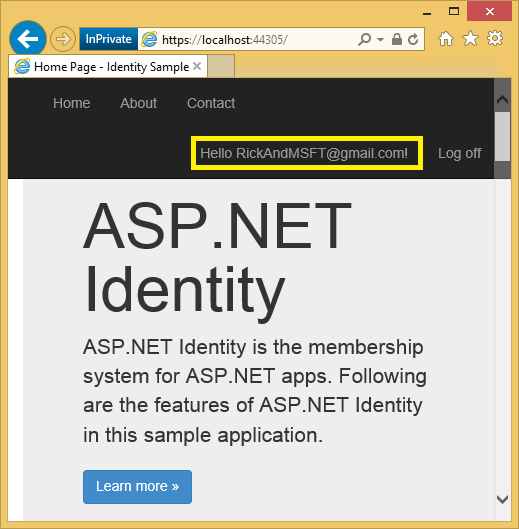 InPrivate
https://localhost:44305/
Home Page - Identity Sample
Home About Contact
Hello RickAndMSFT@gmail.com! Log off
ASP.NET
Identity
ASP.NET Identity is the membership
system for ASP.NET apps. Following
are the features of ASP.NET Identity
in this sample application.
Learn more »